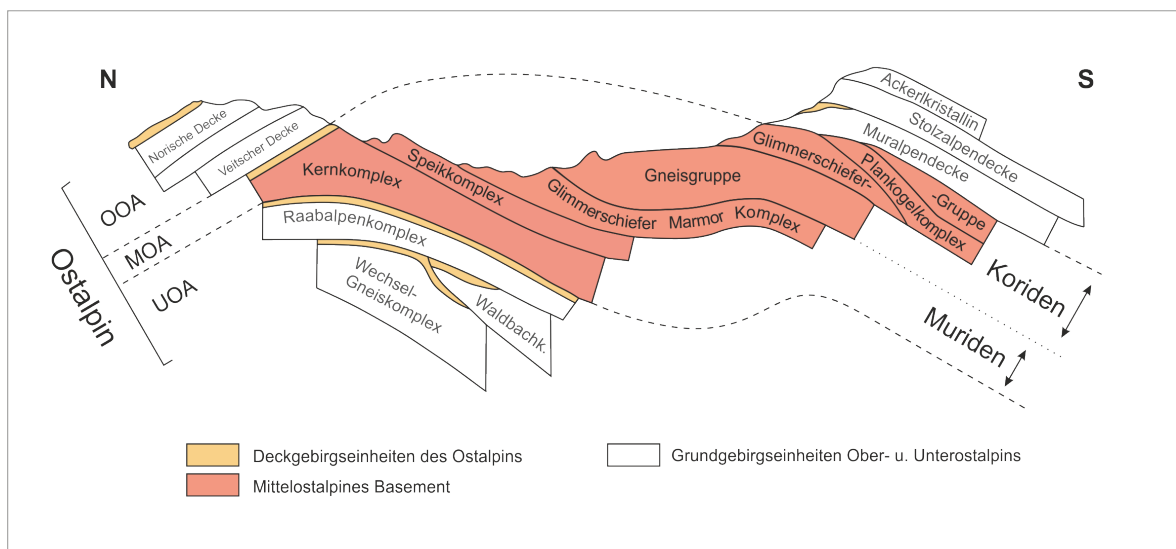 N
S
Norische Decke
Veitscher Decke
Kernkomplex
Speikkomplex
Glimmerschiefer Marmor Komplex
Gneisgruppe
Glimmerschiefer-
-Gruppe
Plankogelkomplex
Ackerlkristallin
Stolzalpendecke
Muralpendecke
Raabalpenkomplex
Wechsel-
Gneiskomplex
Waldbachk.
Ostalpin
OOA
MOA
UOA
Koriden
Muriden
Deckgebirgseinheiten des Ostalpins
Mittelostalpines Basement
Grundgebirgseinheiten Ober- u. Unterostalpins